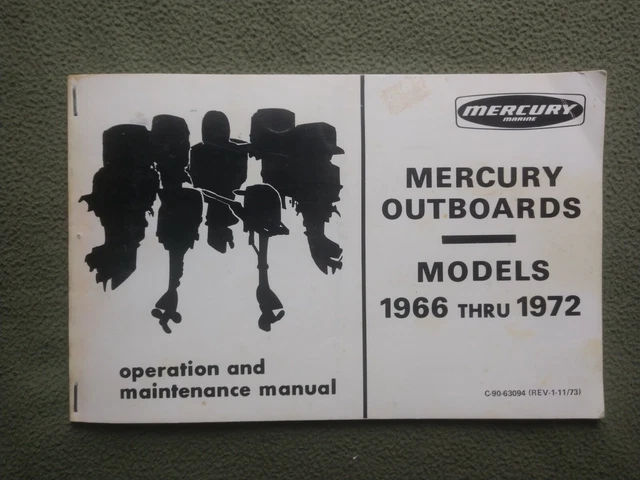 operation and
maintenance manual
MERCURY
MARINE
MERCURY
OUTBOARDS
MODELS
1966 THRU 1972
C-90-63094 (REV-1-11/73)